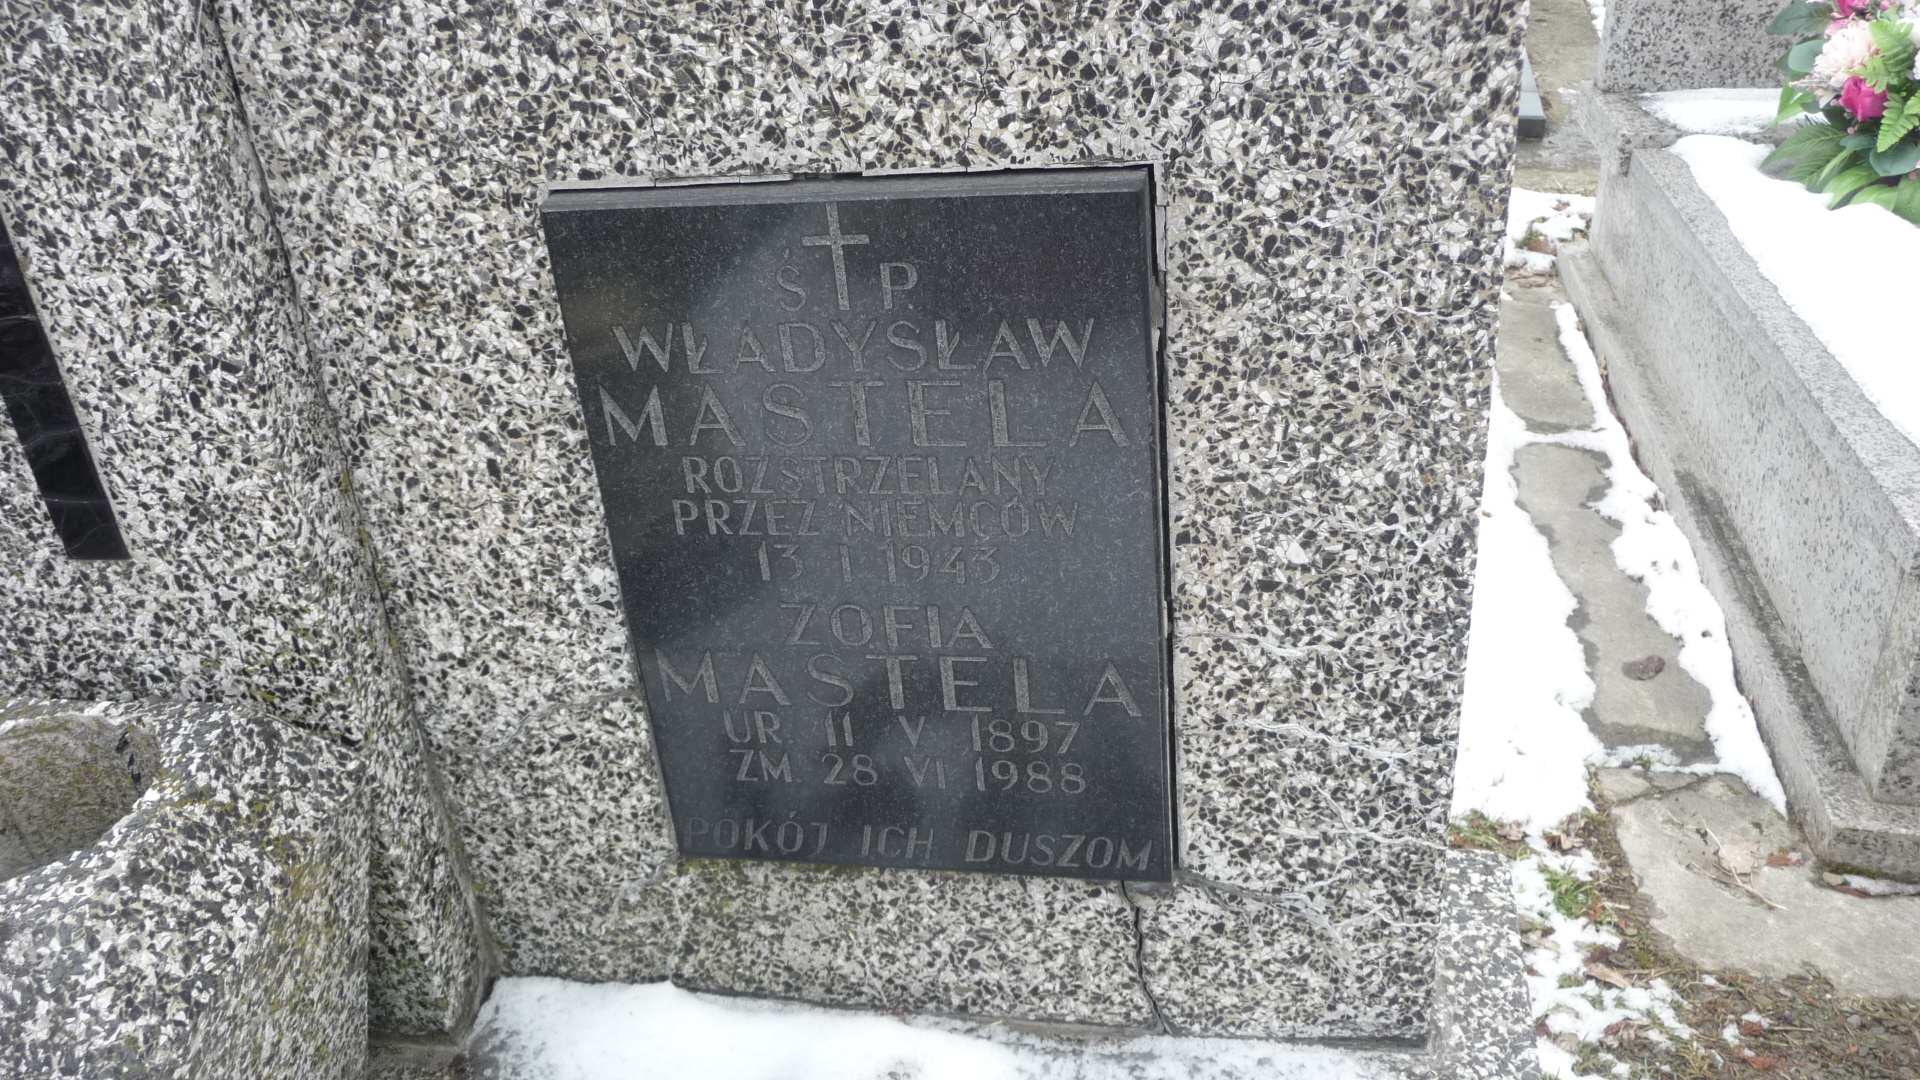 Ś.P.
WŁADYSŁAW
MASTELA
ROZSTRZELANY
PRZEZ NIEMCÓW
13 I 1943
ZOFIA
MASTELA
UR. 11 V 1897
ZM. 28 VI 1988
POKÓJ ICH DUSZOM